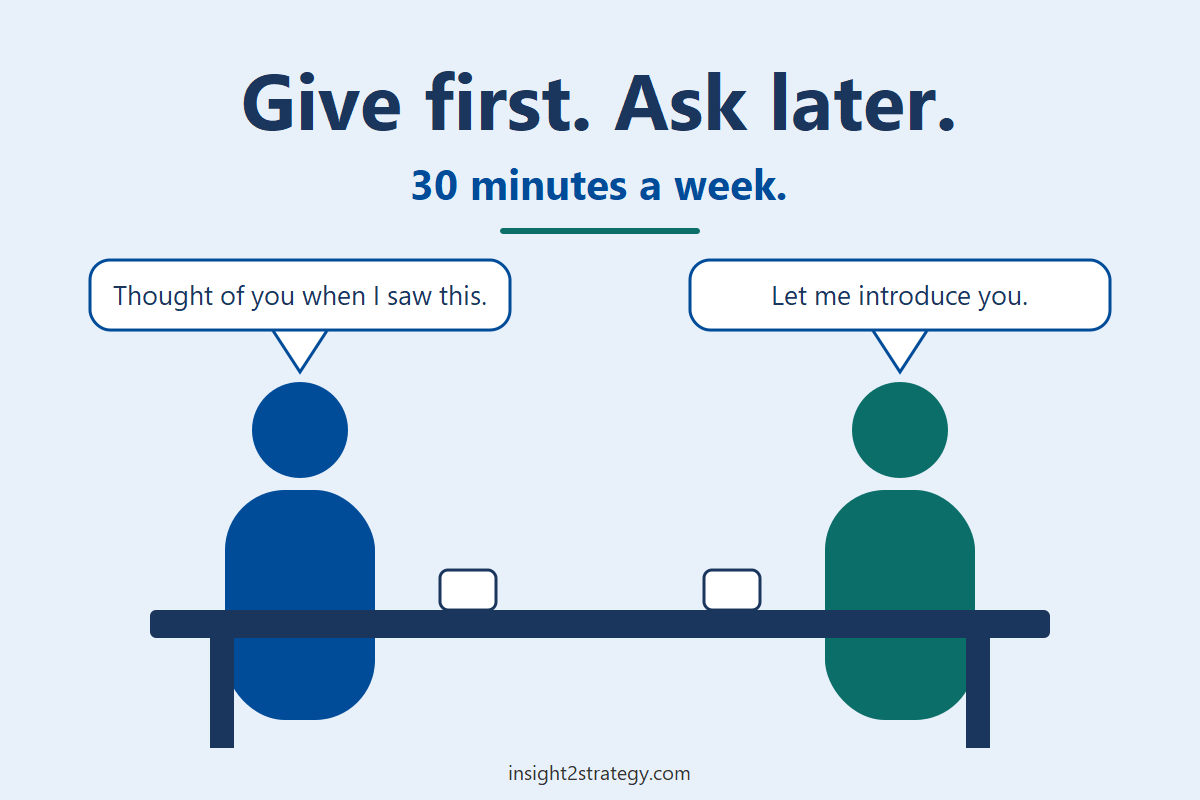 Give first. Ask later.
30 minutes a week.
Thought of you when I saw this.
Let me introduce you.
insight2strategy.com